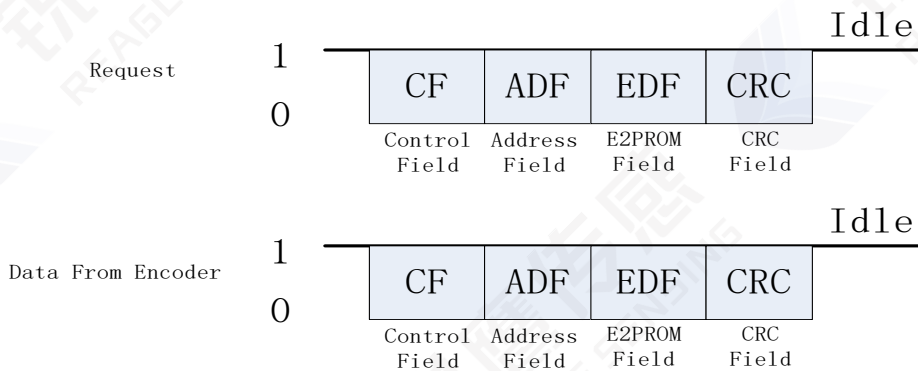 Idle
Request
1
0
CF ADF EDF CRC
Control Field
Address Field
E2PROM Field
CRC Field
Idle
Data From Encoder
1
0
CF ADF EDF CRC
Control Field
Address Field
E2PROM Field
CRC Field